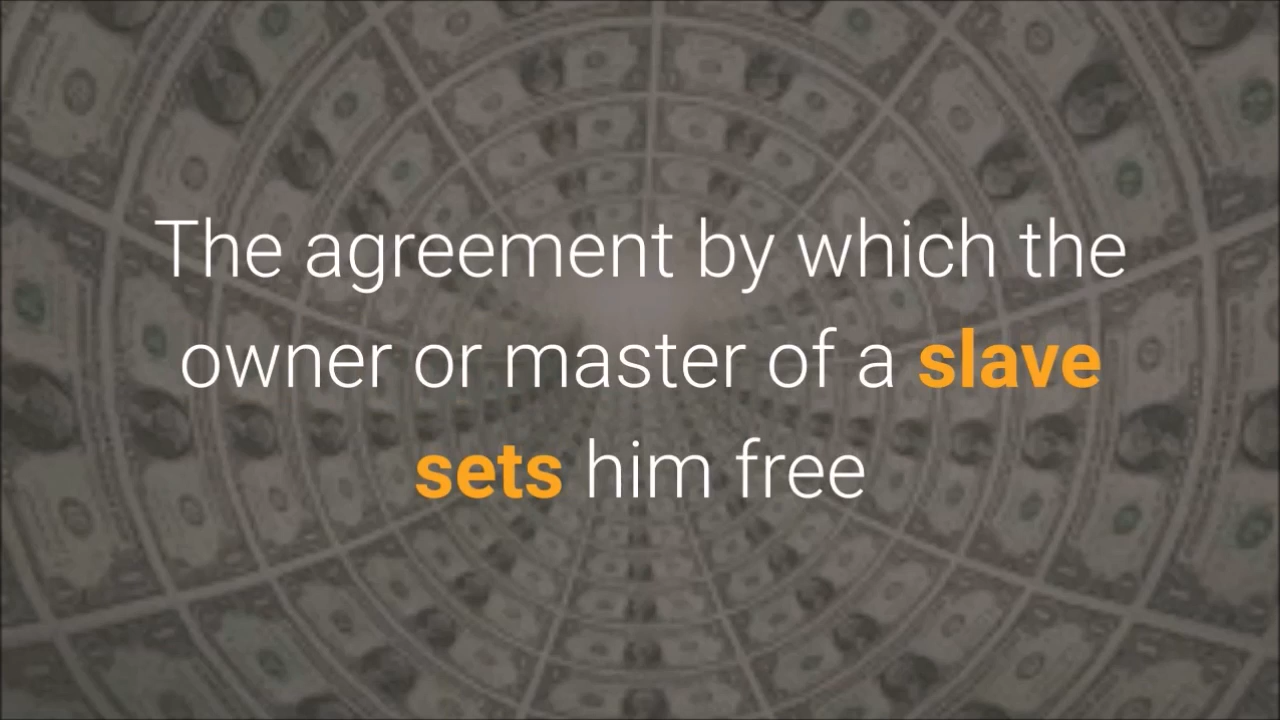 The agreement by which the
owner or master of a slave
sets him free